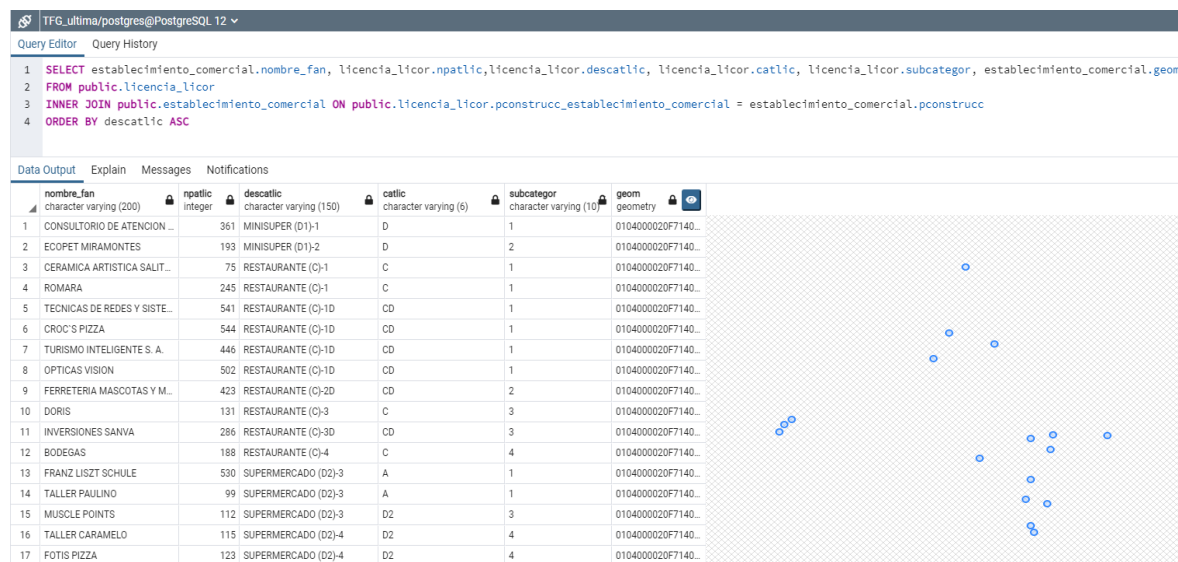 TFG_ultima/postgres@PostgreSQL 12
Query Editor Query History
1 SELECT establecimiento_comercial.nombre_fan, licencia_licor.npatlic,licencia_licor.descatlic, licencia_licor.catlic, licencia_licor.subcategor, establecimiento_comercial.geom
2 FROM public.licencia_licor
3 INNER JOIN public.establecimiento_comercial ON public.licencia_licor.pconstrucc_establecimiento_comercial = establecimiento_comercial.pconstrucc
4 ORDER BY descatlic ASC
Data Output Explain Messages Notifications
nombre_fan npatlic descatlic catlic subcategor geom
character varying (200) integer character varying (150) character varying (6) character varying (10) geometry
1 CONSULTORIO DE ATENCION ... 361 MINISUPER (D1)-1 D 1 0104000020F7140...
2 ECOPET MIRAMONTES 193 MINISUPER (D1)-2 D 2 0104000020F7140...
3 CERAMICA ARTISTICA SALIT... 75 RESTAURANTE (C)-1 C 1 0104000020F7140...
4 ROMARA 245 RESTAURANTE (C)-1 C 1 0104000020F7140...
5 TECNICAS DE REDES Y SISTE... 541 RESTAURANTE (C)-1D CD 1 0104000020F7140...
6 CROC`S PIZZA 544 RESTAURANTE (C)-1D CD 1 0104000020F7140...
7 TURISMO INTELIGENTE S. A. 446 RESTAURANTE (C)-1D CD 1 0104000020F7140...
8 OPTICAS VISION 502 RESTAURANTE (C)-1D CD 1 0104000020F7140...
9 FERRETERIA MASCOTAS Y M... 423 RESTAURANTE (C)-2D CD 2 0104000020F7140...
10 DORIS 131 RESTAURANTE (C)-3 C 3 0104000020F7140...
11 INVERSIONES SANVA 286 RESTAURANTE (C)-3D CD 3 0104000020F7140...
12 BODEGAS 188 RESTAURANTE (C)-4 C 4 0104000020F7140...
13 FRANZ LISZT SCHULE 530 SUPERMERCADO (D2)-3 A 1 0104000020F7140...
14 TALLER PAULINO 99 SUPERMERCADO (D2)-3 A 1 0104000020F7140...
15 MUSCLE POINTS 112 SUPERMERCADO (D2)-3 D2 3 0104000020F7140...
16 TALLER CARAMELO 115 SUPERMERCADO (D2)-4 D2 4 0104000020F7140...
17 FOTIS PIZZA 123 SUPERMERCADO (D2)-4 D2 4 0104000020F7140...